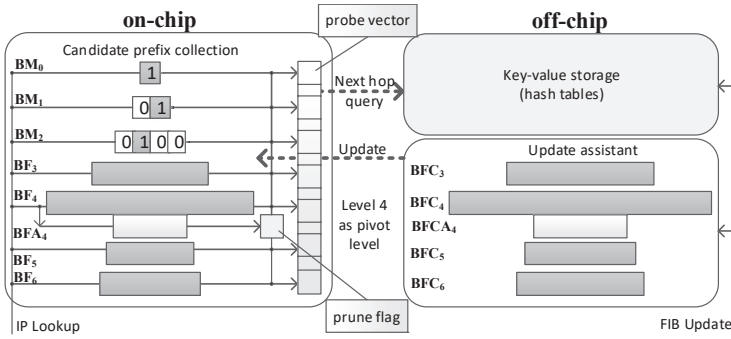 on-chip
probe vector
off-chip
Candidate prefix collection
BM₀
1
BM₁
0 1
BM₂
0 1 0 0
BF₃
BF₄
BFA₄
BF₅
BF₆
Next hop
query
Update
Level 4
as pivot
level
Key-value storage
(hash tables)
Update assistant
BFC₃
BFC₄
BFCA₄
BFC₅
BFC₆
IP Lookup
prune flag
FIB Update